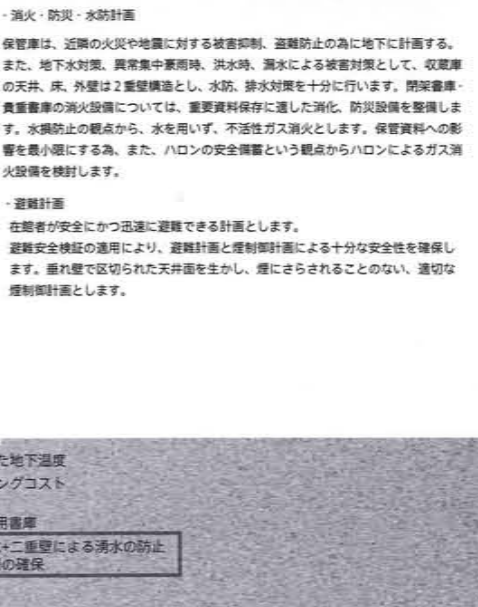 ・消火・防災・水防計画
保管庫は、近隣の火災や地震に対する被害抑制、盗難防止の為に地下に計画する。
また、地下水対策、異常集中豪雨時、洪水時、漏水による被害対策として、収蔵庫
の天井、床、外壁は2重壁構造とし、水防、排水対策を十分に行います。閉架書庫・
貴重書庫の消火設備については、重要資料保存に適した消化、防災設備を整備しま
す。水損防止の観点から、水を用いず、不活性ガス消火とします。保管資料への影
響を最小限にする為、また、ハロンの安全備蓄という観点からハロンによるガス消
火設備を検討します。
・避難計画
在館者が安全にかつ迅速に避難できる計画とします。
避難安全検証の適用により、避難計画と煙制御計画による十分な安全性を確保し
ます。垂れ壁で区切られた天井面を生かし、煙にさらされることのない、適切な
煙制御計画とします。
た地下温度
ングコスト
用書庫
+二重壁による湧水の防止
の確保